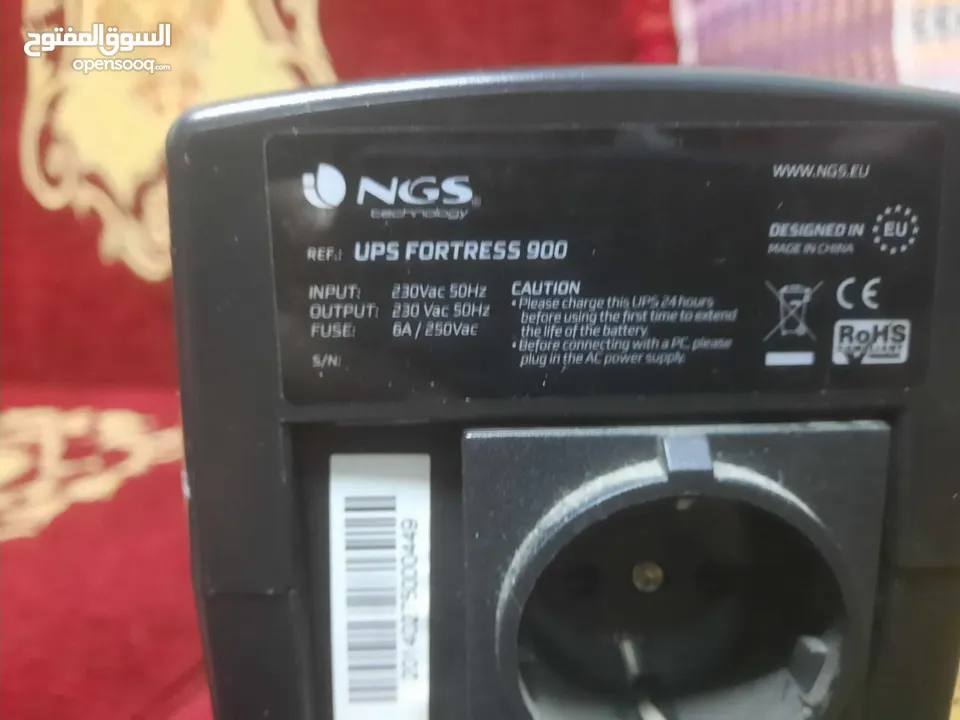 السوق المفتوح
opensooq.com
NGS
technology
WWW.NGS.EU
DESIGNED IN EU
MADE IN CHINA
REF.: UPS FORTRESS 900
INPUT: 230Vac 50Hz
OUTPUT: 230 Vac 50Hz
FUSE: 6A / 250Vac
S/N:
CAUTION
• Please charge this UPS 24 hours
before using the first time to extend
the life of the battery.
• Before connecting with a PC, please
plug in the AC power supply.
CE
RoHS
COMPLIANT
201402775000449